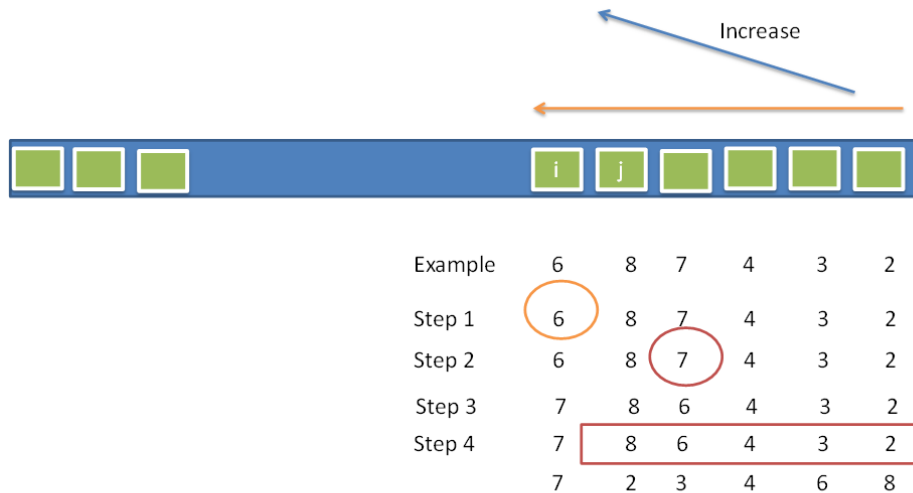 Increase
i j
Example 6 8 7 4 3 2
Step 1 6 8 7 4 3 2
Step 2 6 8 7 4 3 2
Step 3 7 8 6 4 3 2
Step 4 7 8 6 4 3 2
7 2 3 4 6 8